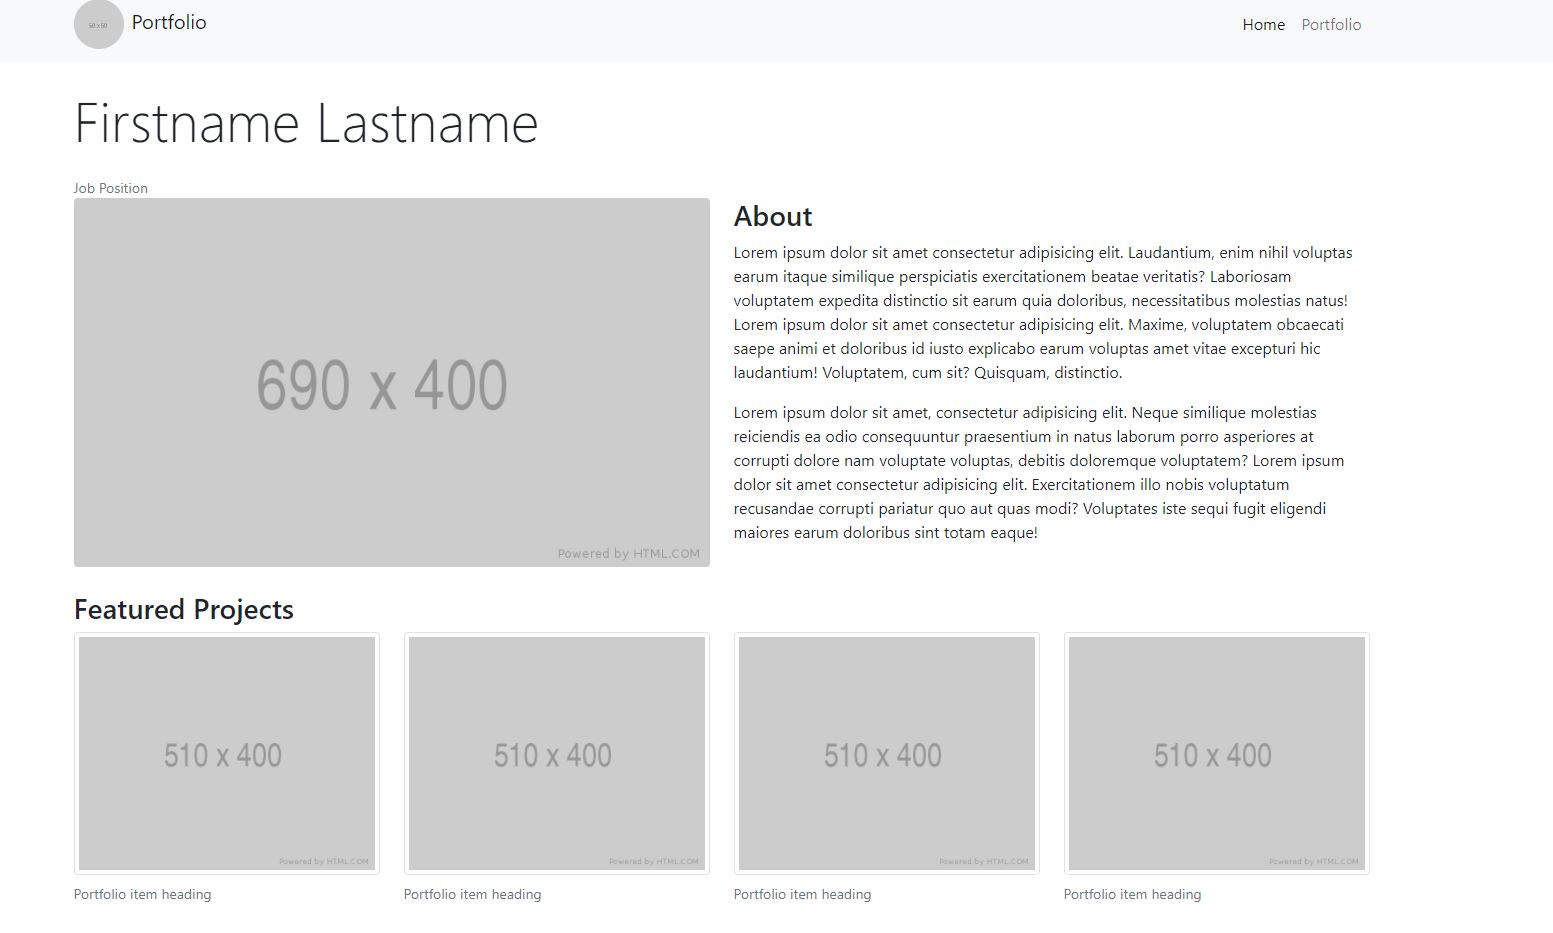 50 x 50
Portfolio
Home
Portfolio
Firstname Lastname
Job Position
690 x 400
Powered by HTML.COM
About
Lorem ipsum dolor sit amet consectetur adipisicing elit. Laudantium, enim nihil voluptas
earum itaque similique perspiciatis exercitationem beatae veritatis? Laboriosam
voluptatem expedita distinctio sit earum quia doloribus, necessitatibus molestias natus!
Lorem ipsum dolor sit amet consectetur adipisicing elit. Maxime, voluptatem obcaecati
saepe animi et doloribus id iusto explicabo earum voluptas amet vitae excepturi hic
laudantium! Voluptatem, cum sit? Quisquam, distinctio.
Lorem ipsum dolor sit amet, consectetur adipisicing elit. Neque similique molestias
reiciendis ea odio consequuntur praesentium in natus laborum porro asperiores at
corrupti dolore nam voluptate voluptas, debitis doloremque voluptatem? Lorem ipsum
dolor sit amet consectetur adipisicing elit. Exercitationem illo nobis voluptatum
recusandae corrupti pariatur quo aut quas modi? Voluptates iste sequi fugit eligendi
maiores earum doloribus sint totam eaque!
Featured Projects
510 x 400
Powered by HTML.COM
Portfolio item heading
510 x 400
Powered by HTML.COM
Portfolio item heading
510 x 400
Powered by HTML.COM
Portfolio item heading
510 x 400
Powered by HTML.COM
Portfolio item heading